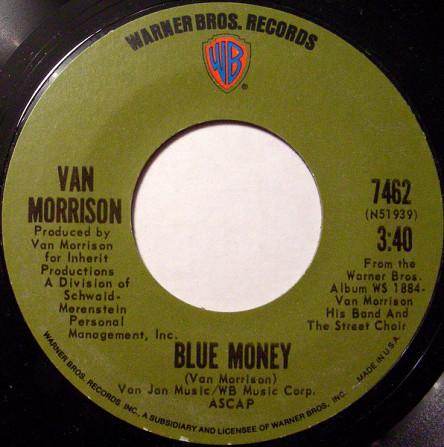 WARNER BROS. RECORDS
WB
®
VAN
MORRISON
Produced by
Van Morrison
for Inherit
Productions
A Division of
Schwaid-
Merenstein
Personal
Management, Inc.
7462
(N51939)
3:40
From the
Warner Bros.
Album WS 1884-
Van Morrison
His Band And
The Street Choir
BLUE MONEY
(Van Morrison)
Van Jan Music/WB Music Corp.
ASCAP
WARNER BROS. RECORDS INC., A SUBSIDIARY AND LICENSEE OF WARNER BROS. INC. MADE IN U.S.A.